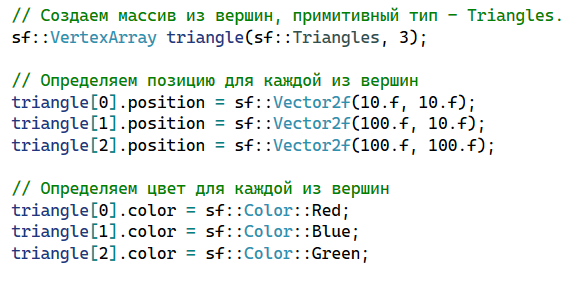 // Создаем массив из вершин, примитивный тип – Triangles.
sf::VertexArray triangle(sf::Triangles, 3);
// Определяем позицию для каждой из вершин
triangle[0].position = sf::Vector2f(10.f, 10.f);
triangle[1].position = sf::Vector2f(100.f, 10.f);
triangle[2].position = sf::Vector2f(100.f, 100.f);
// Определяем цвет для каждой из вершин
triangle[0].color = sf::Color::Red;
triangle[1].color = sf::Color::Blue;
triangle[2].color = sf::Color::Green;